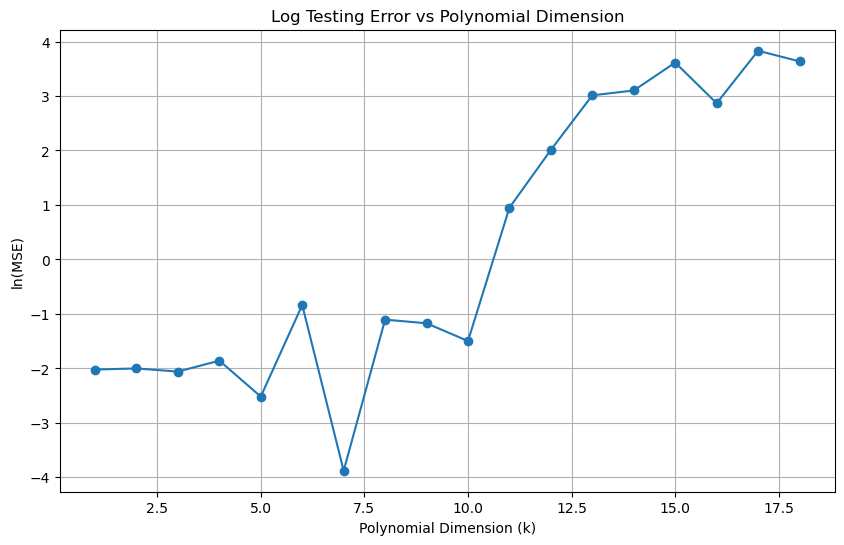 Log Testing Error vs Polynomial Dimension
4
3
2
1
0
−1
−2
−3
−4
ln(MSE)
2.5 5.0 7.5 10.0 12.5 15.0 17.5
Polynomial Dimension (k)